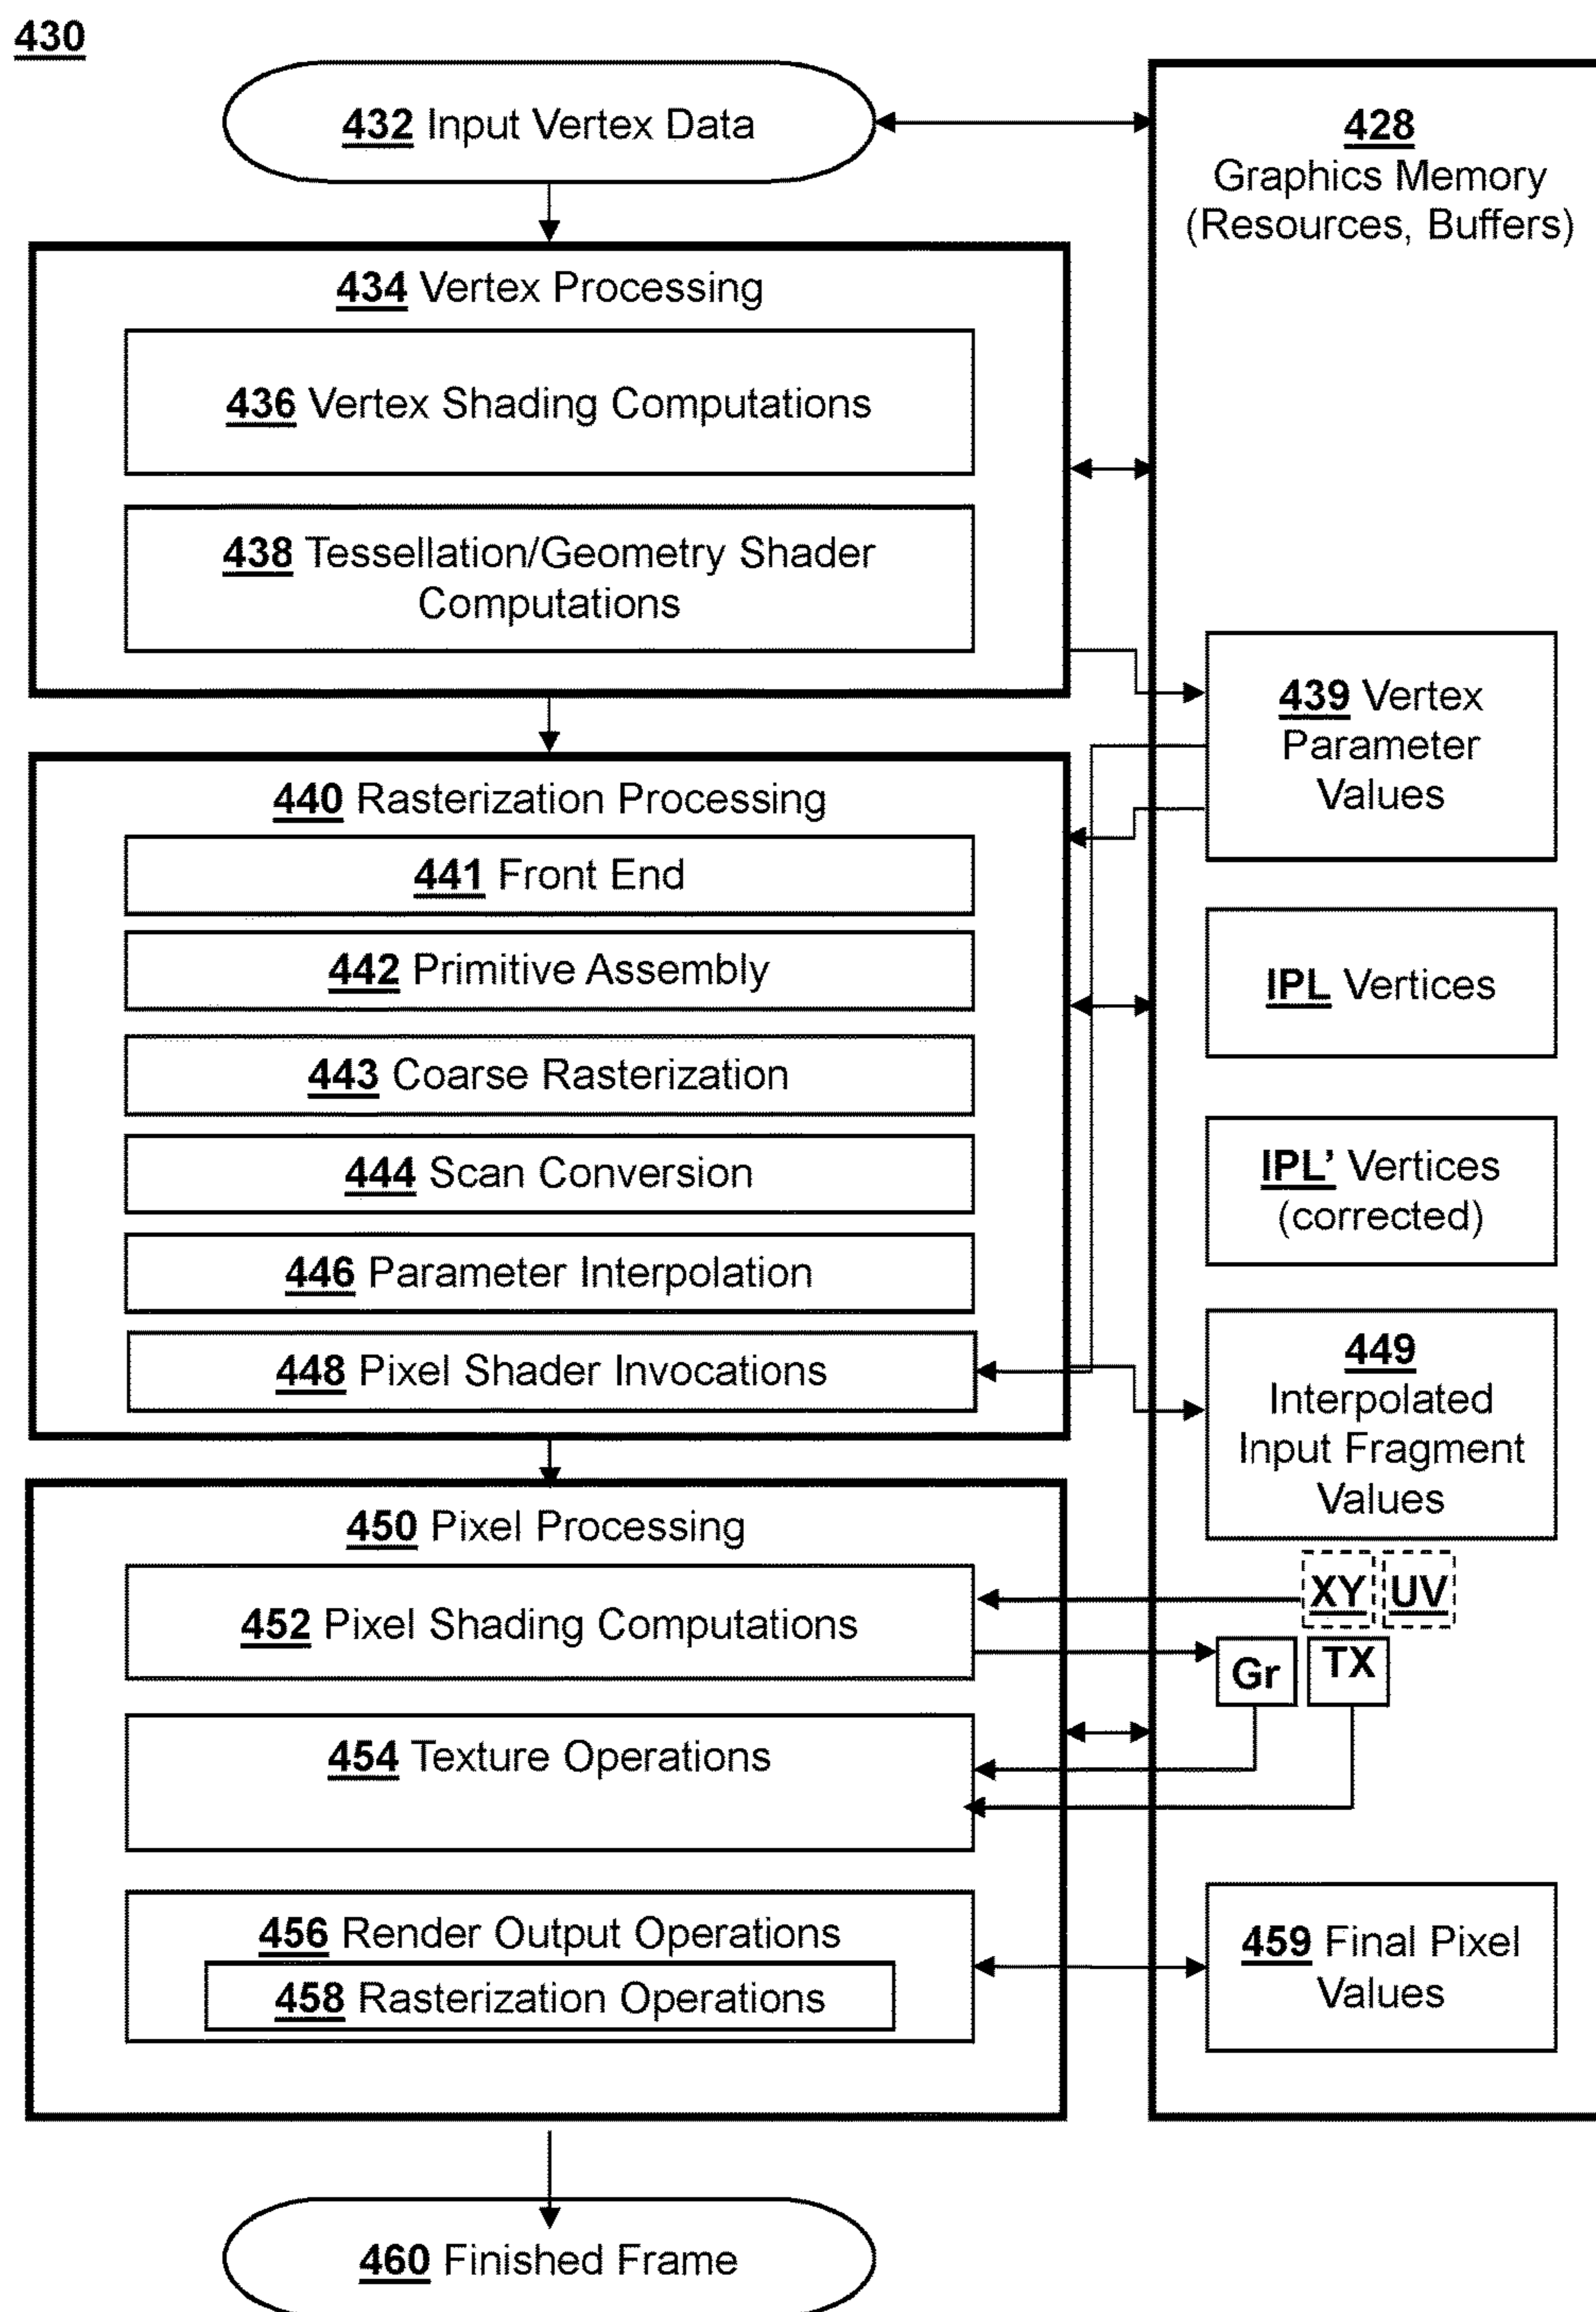 430
432 Input Vertex Data
428
Graphics Memory
(Resources, Buffers)
434 Vertex Processing
436 Vertex Shading Computations
438 Tessellation/Geometry Shader
Computations
439 Vertex
Parameter
Values
440 Rasterization Processing
441 Front End
442 Primitive Assembly
IPL Vertices
443 Coarse Rasterization
444 Scan Conversion
IPL’ Vertices
(corrected)
446 Parameter Interpolation
448 Pixel Shader Invocations
449
Interpolated
Input Fragment
Values
450 Pixel Processing
XY UV
452 Pixel Shading Computations
Gr TX
454 Texture Operations
456 Render Output Operations
458 Rasterization Operations
459 Final Pixel
Values
460 Finished Frame